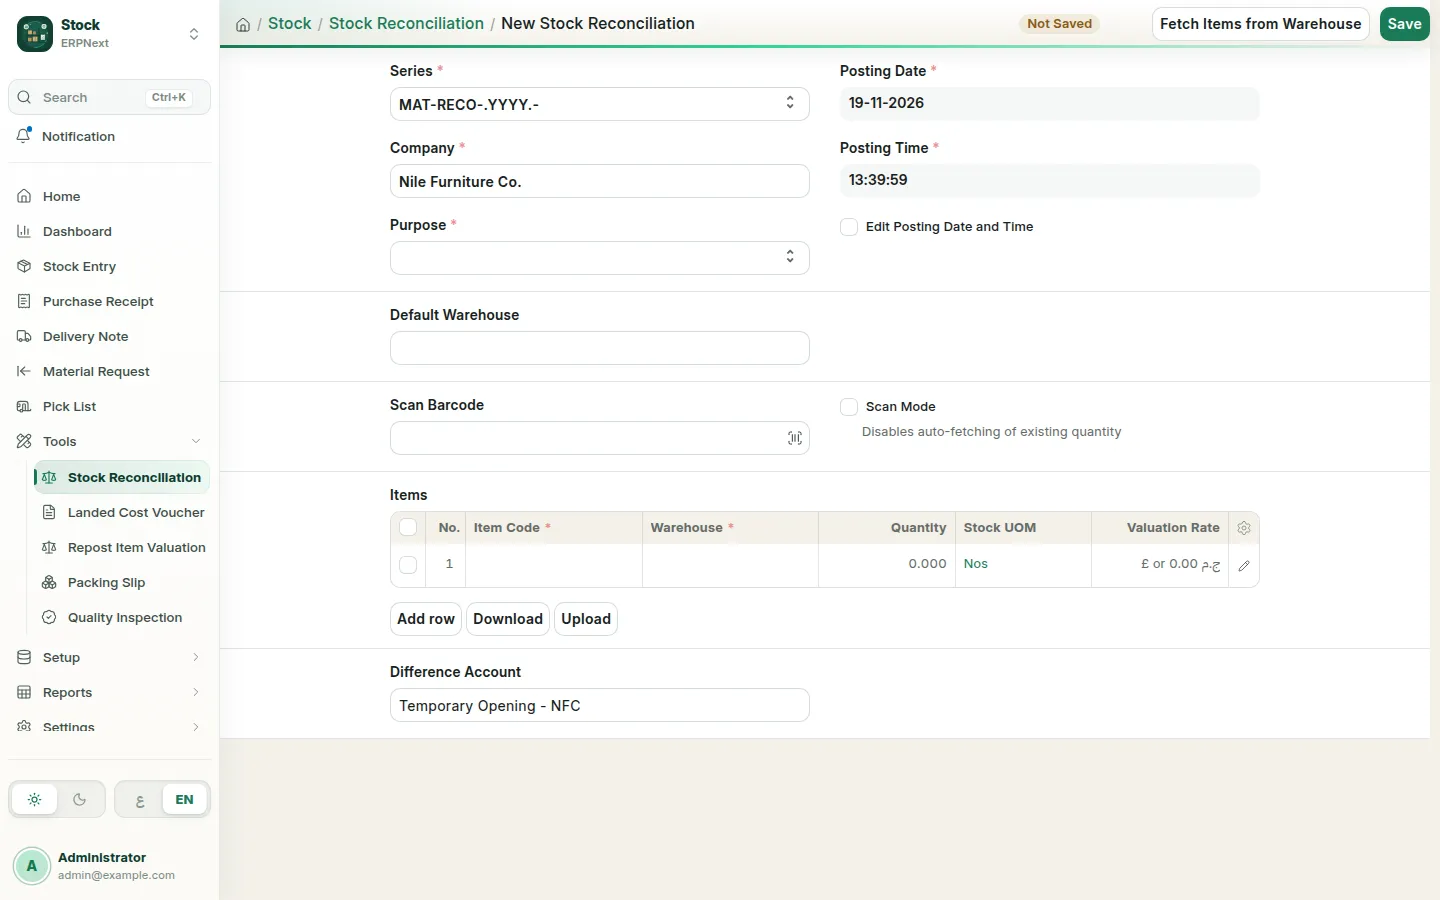 Stock
ERPNext
Search
Ctrl+K
Notification
Home
Dashboard
Stock Entry
Purchase Receipt
Delivery Note
Material Request
Pick List
Tools
Stock Reconciliation
Landed Cost Voucher
Repost Item Valuation
Packing Slip
Quality Inspection
Setup
Reports
Settings
ع
EN
A
Administrator
admin@example.com
/ Stock / Stock Reconciliation / New Stock Reconciliation
Not Saved
Fetch Items from Warehouse
Save
Series *
MAT-RECO-.YYYY.-
Posting Date *
19-11-2026
Company *
Nile Furniture Co.
Posting Time *
13:39:59
Purpose *
Edit Posting Date and Time
Default Warehouse
Scan Barcode
Scan Mode
Disables auto-fetching of existing quantity
Items
No. Item Code * Warehouse * Quantity Stock UOM Valuation Rate
1 0.000 Nos £ or 0.00 ج.م
Add row
Download
Upload
Difference Account
Temporary Opening - NFC